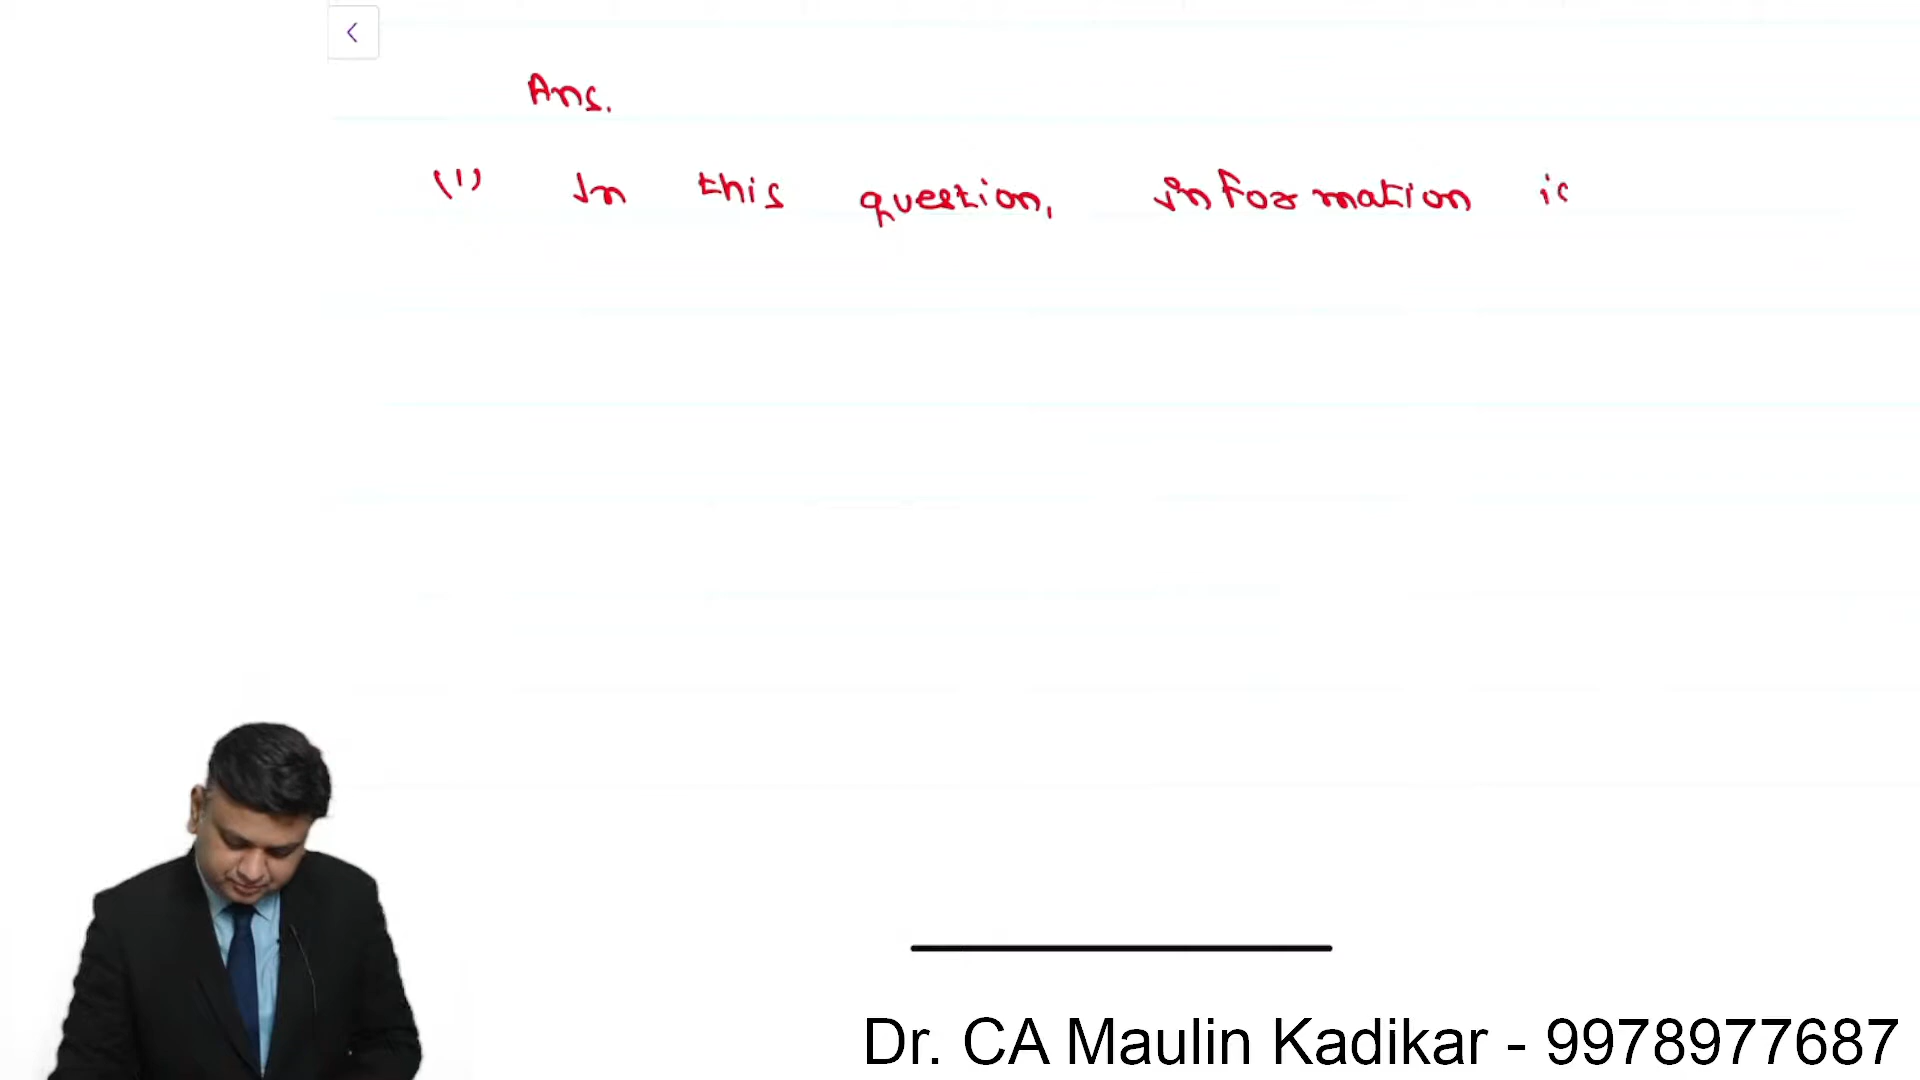 Ans.
(1) In this question, information is
Dr. CA Maulin Kadikar - 9978977687